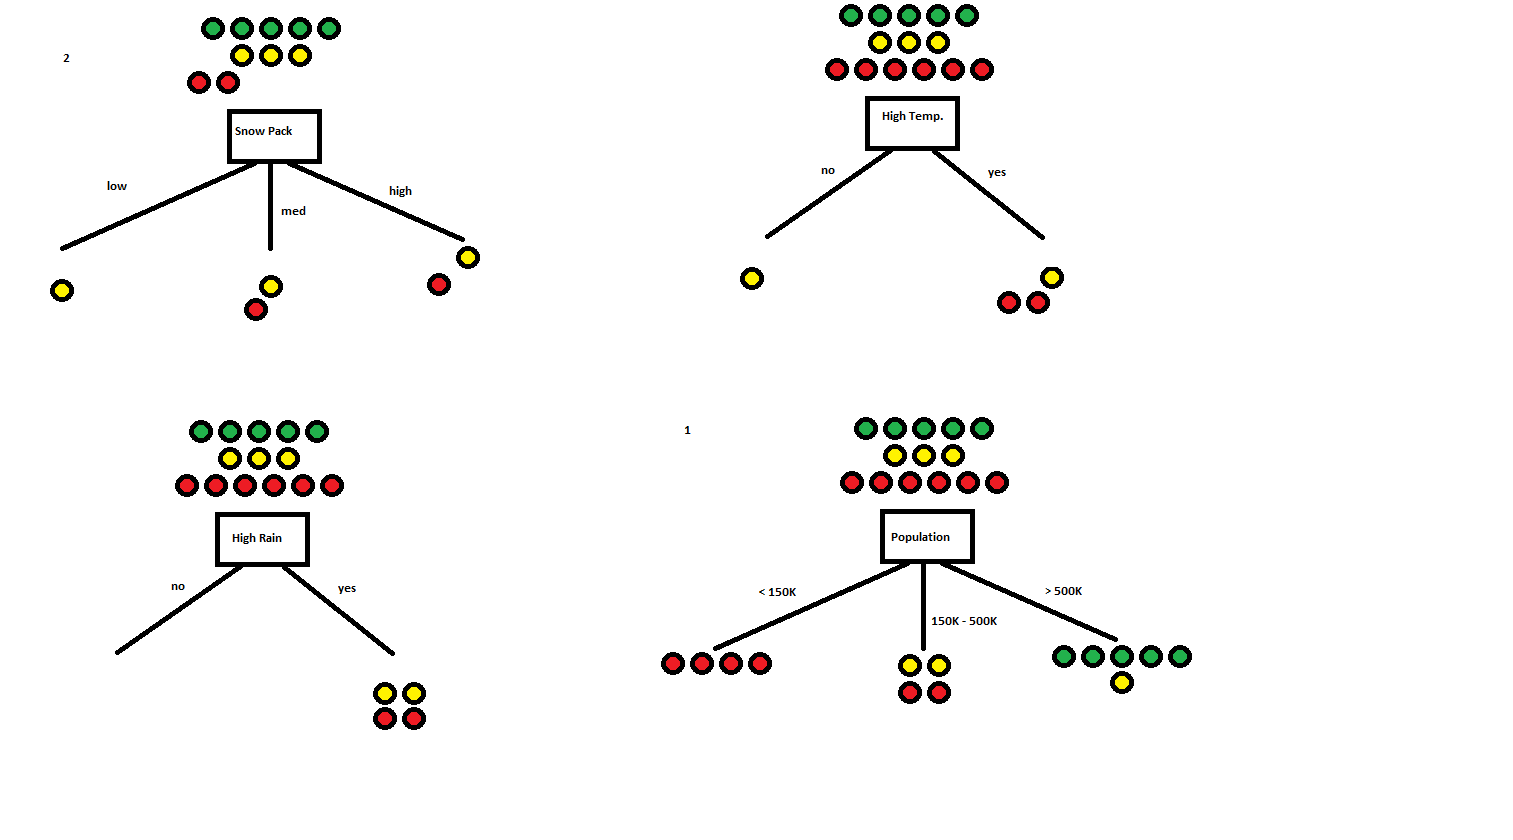 2
Snow Pack
low
med
high
High Temp.
no
yes
High Rain
no
yes
1
Population
< 150K
150K - 500K
> 500K